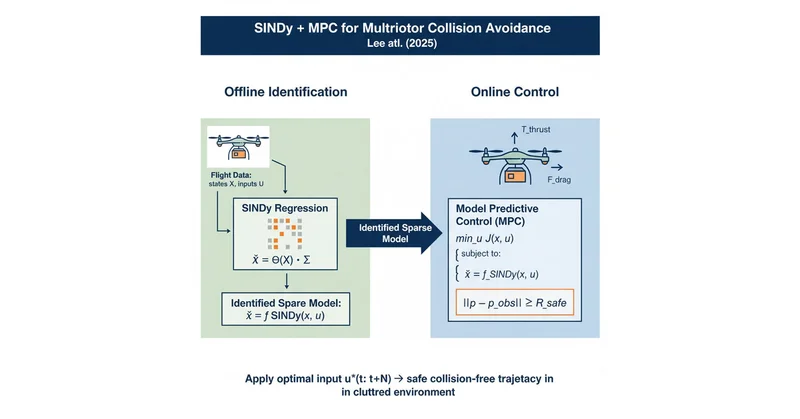 SINDy + MPC for Multriotor Collision Avoidance
Lee atl. (2025)
Offline Identification
Flight Data:
states X, inputs U
SINDy Regression
ẍ = Θ(X) · Σ
Identified Spare Model:
ẍ = ƒ SINDy(x, u)
Identified Sparse
Model
Online Control
T_thrust
F_drag
Model Predictive
Control (MPC)
min_u J(x, u)
{ subject to:
{ ẍ = f_SINDy(x, u)
||p − p_obs|| ≥ R_safe
Apply optimal input u*(t: t+N) → safe collision-free trajetacy in
in cluttred environment